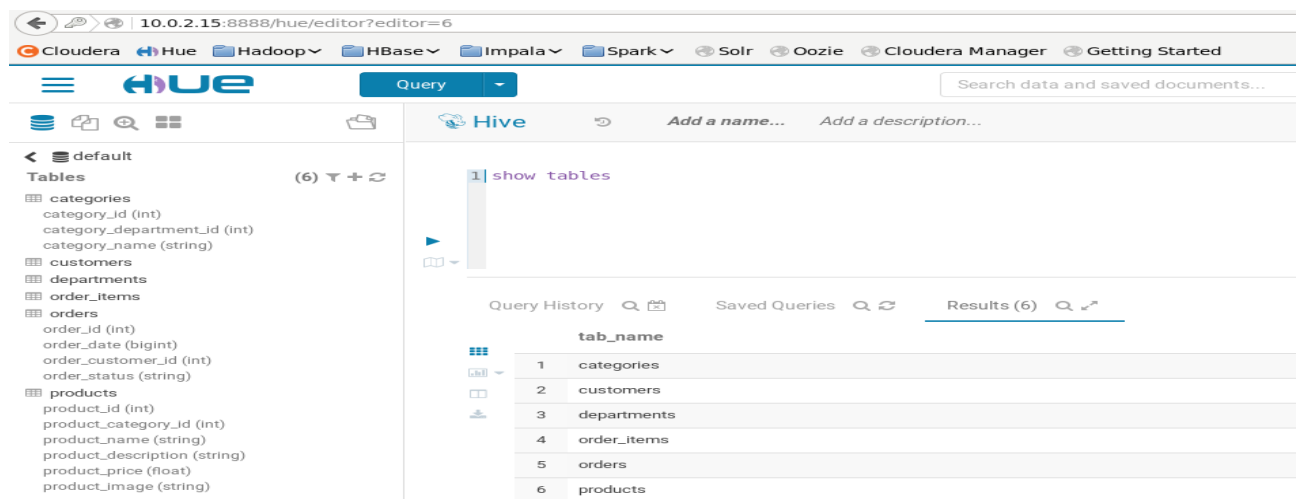 10.0.2.15:8888/hue/editor?editor=6
Cloudera Hue Hadoop HBase Impala Spark Solr Oozie Cloudera Manager Getting Started
HUE Query Search data and saved documents...
Hive Add a name... Add a description...
default
Tables (6)
categories
category_id (int)
category_department_id (int)
category_name (string)
customers
departments
order_items
orders
order_id (int)
order_date (bigint)
order_customer_id (int)
order_status (string)
products
product_id (int)
product_category_id (int)
product_name (string)
product_description (string)
product_price (float)
product_image (string)
1 show tables
Query History Saved Queries Results (6)
tab_name
1 categories
2 customers
3 departments
4 order_items
5 orders
6 products